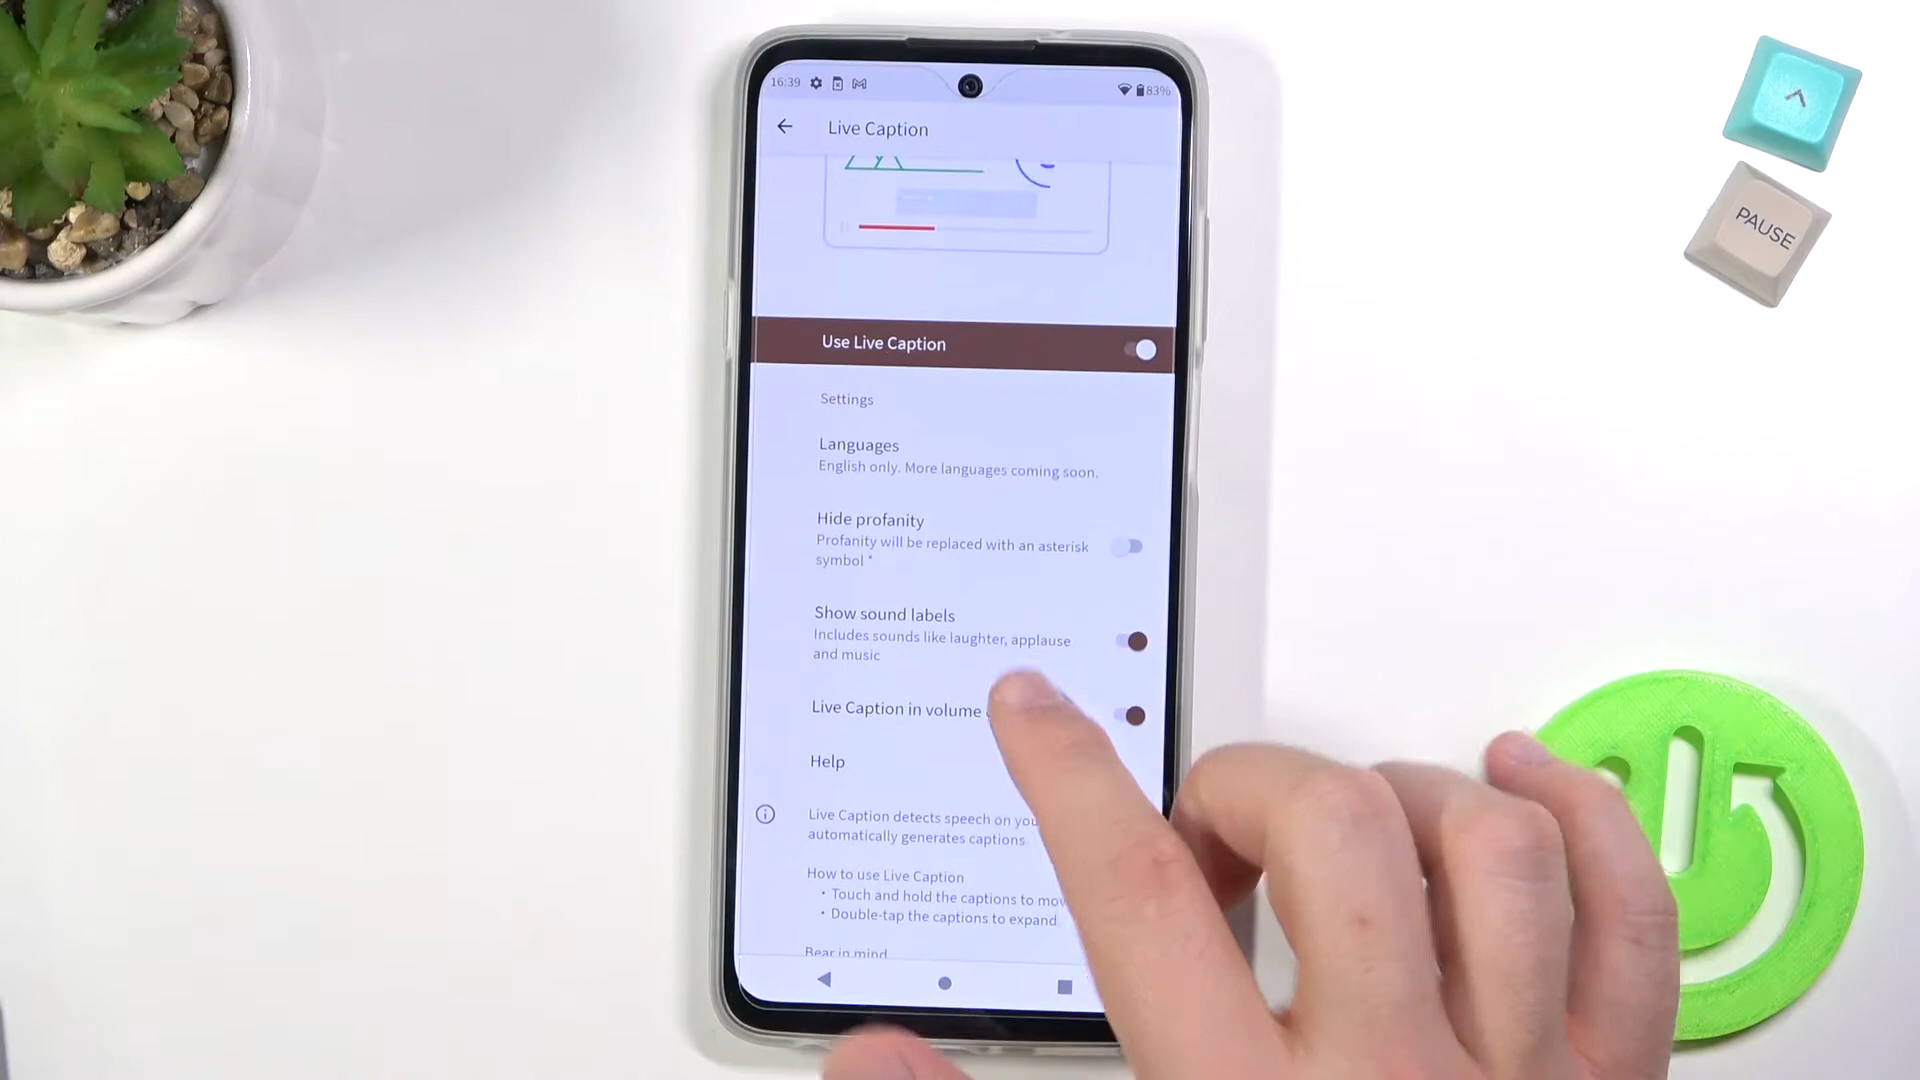 16:39
83%
Live Caption
Use Live Caption
Settings
Languages
English only. More languages coming soon.
Hide profanity
Profanity will be replaced with an asterisk
symbol *
Show sound labels
Includes sounds like laughter, applause
and music
Live Caption in volume
Help
Live Caption detects speech on
automatically generates captions
How to use Live Caption
• Touch and hold the captions to
• Double-tap the captions to expand
Bear in mind
PAUSE